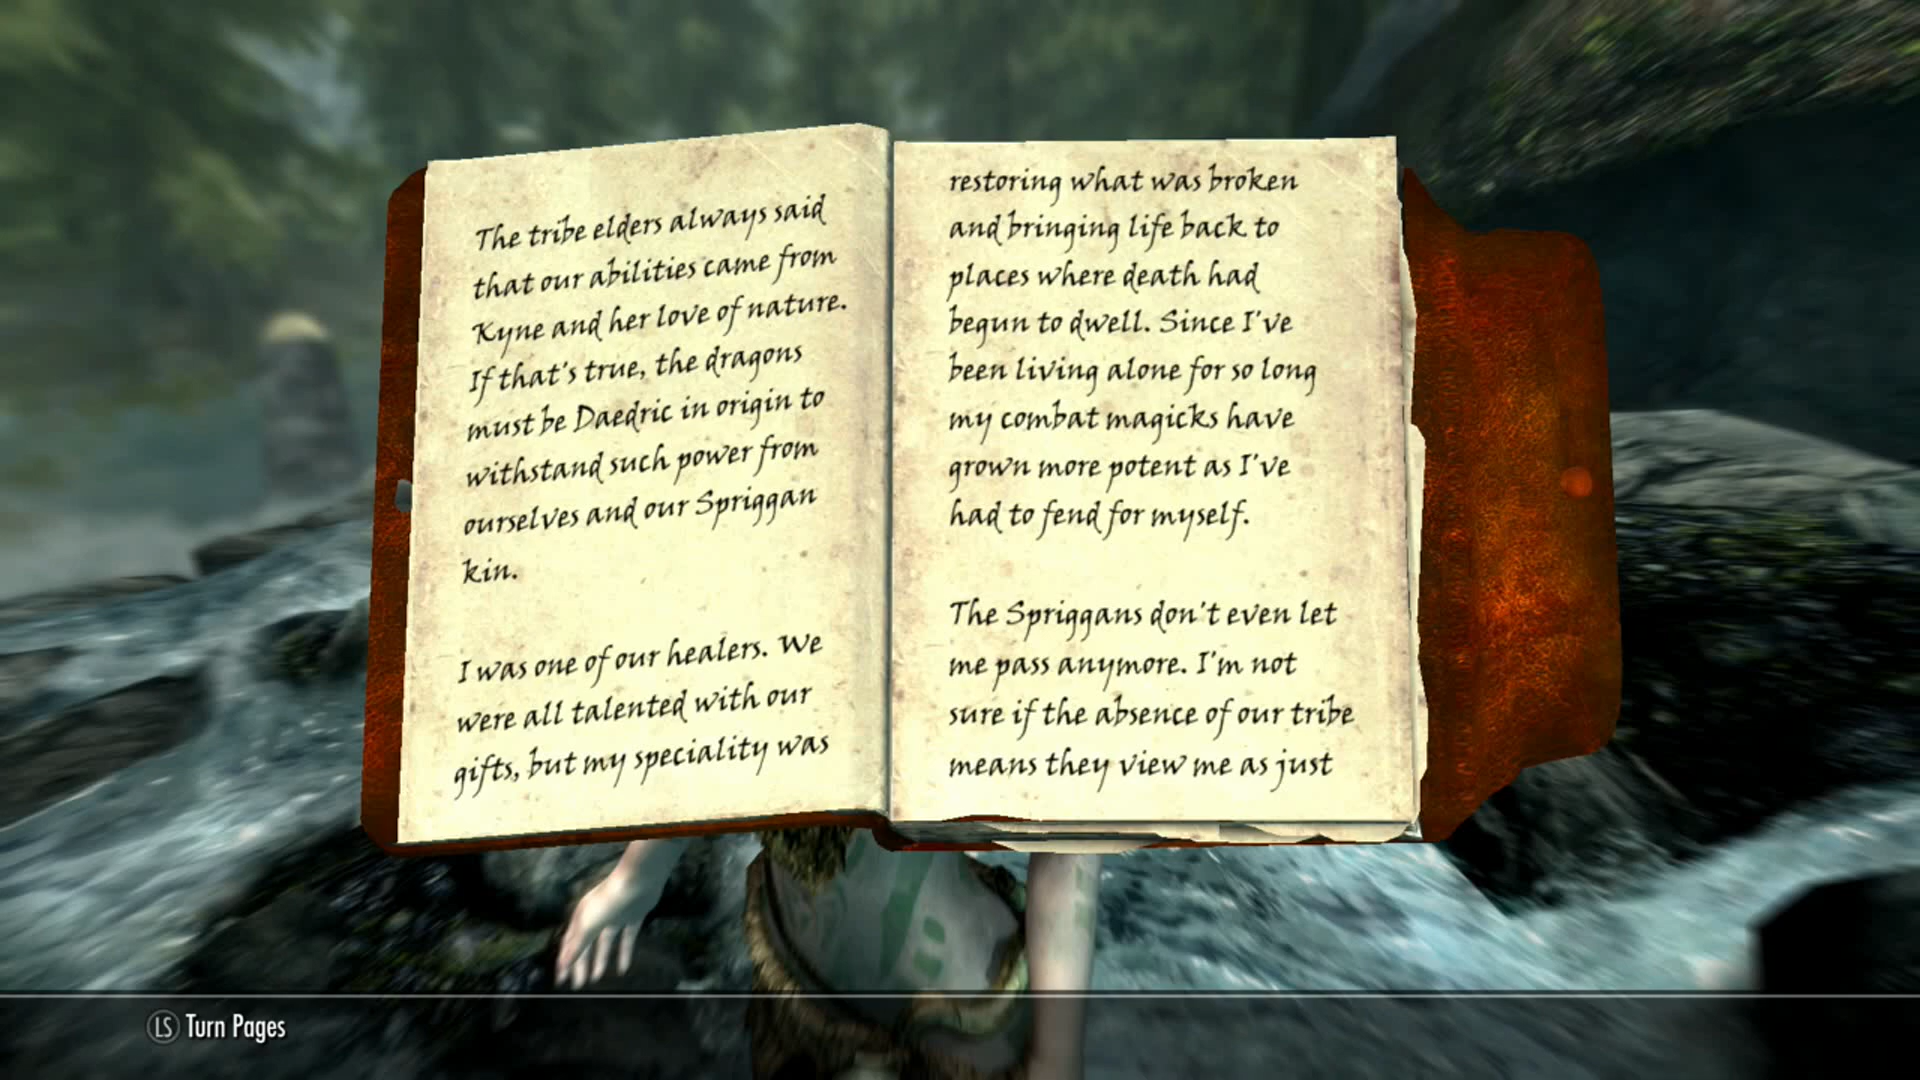 The tribe elders always said
that our abilities came from
Kyne and her love of nature.
If that's true, the dragons
must be Daedric in origin to
withstand such power from
ourselves and our Spriggan
kin.
I was one of our healers. We
were all talented with our
gifts, but my speciality was
restoring what was broken
and bringing life back to
places where death had
begun to dwell. Since I've
been living alone for so long
my combat magicks have
grown more potent as I've
had to fend for myself.
The Spriggans don't even let
me pass anymore. I'm not
sure if the absence of our tribe
means they view me as just
LS Turn Pages